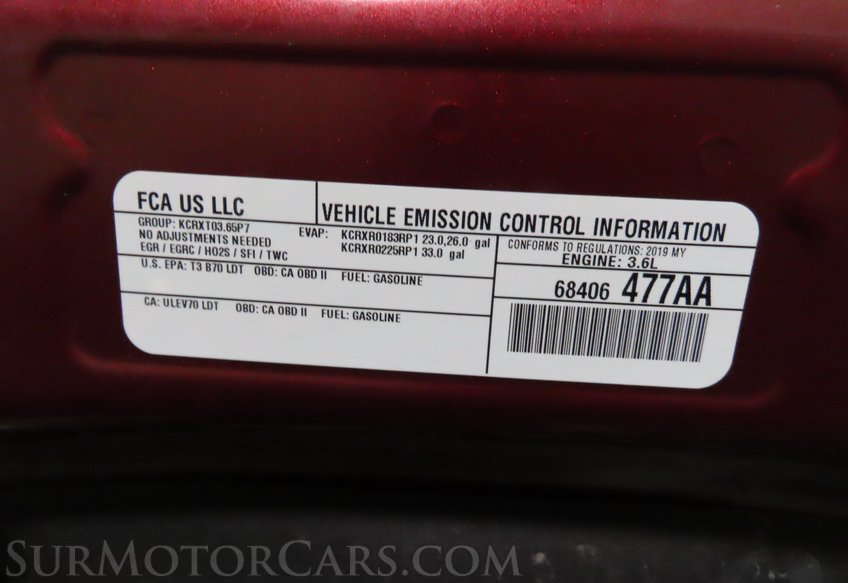 FCA US LLC
VEHICLE EMISSION CONTROL INFORMATION
GROUP: KCRXT03.65P7
NO ADJUSTMENTS NEEDED
EGR / EGRC / HO2S / SFI / TWC
EVAP: KCRXR0183RP1 23.0,26.0 gal
KCRXR0225RP1 33.0 gal
CONFORMS TO REGULATIONS: 2019 MY
ENGINE: 3.6L
U.S. EPA: T3 B70 LDT OBD: CA OBD II FUEL: GASOLINE
68406 477AA
CA: ULEV70 LDT OBD: CA OBD II FUEL: GASOLINE
SURMOTORCARS.COM